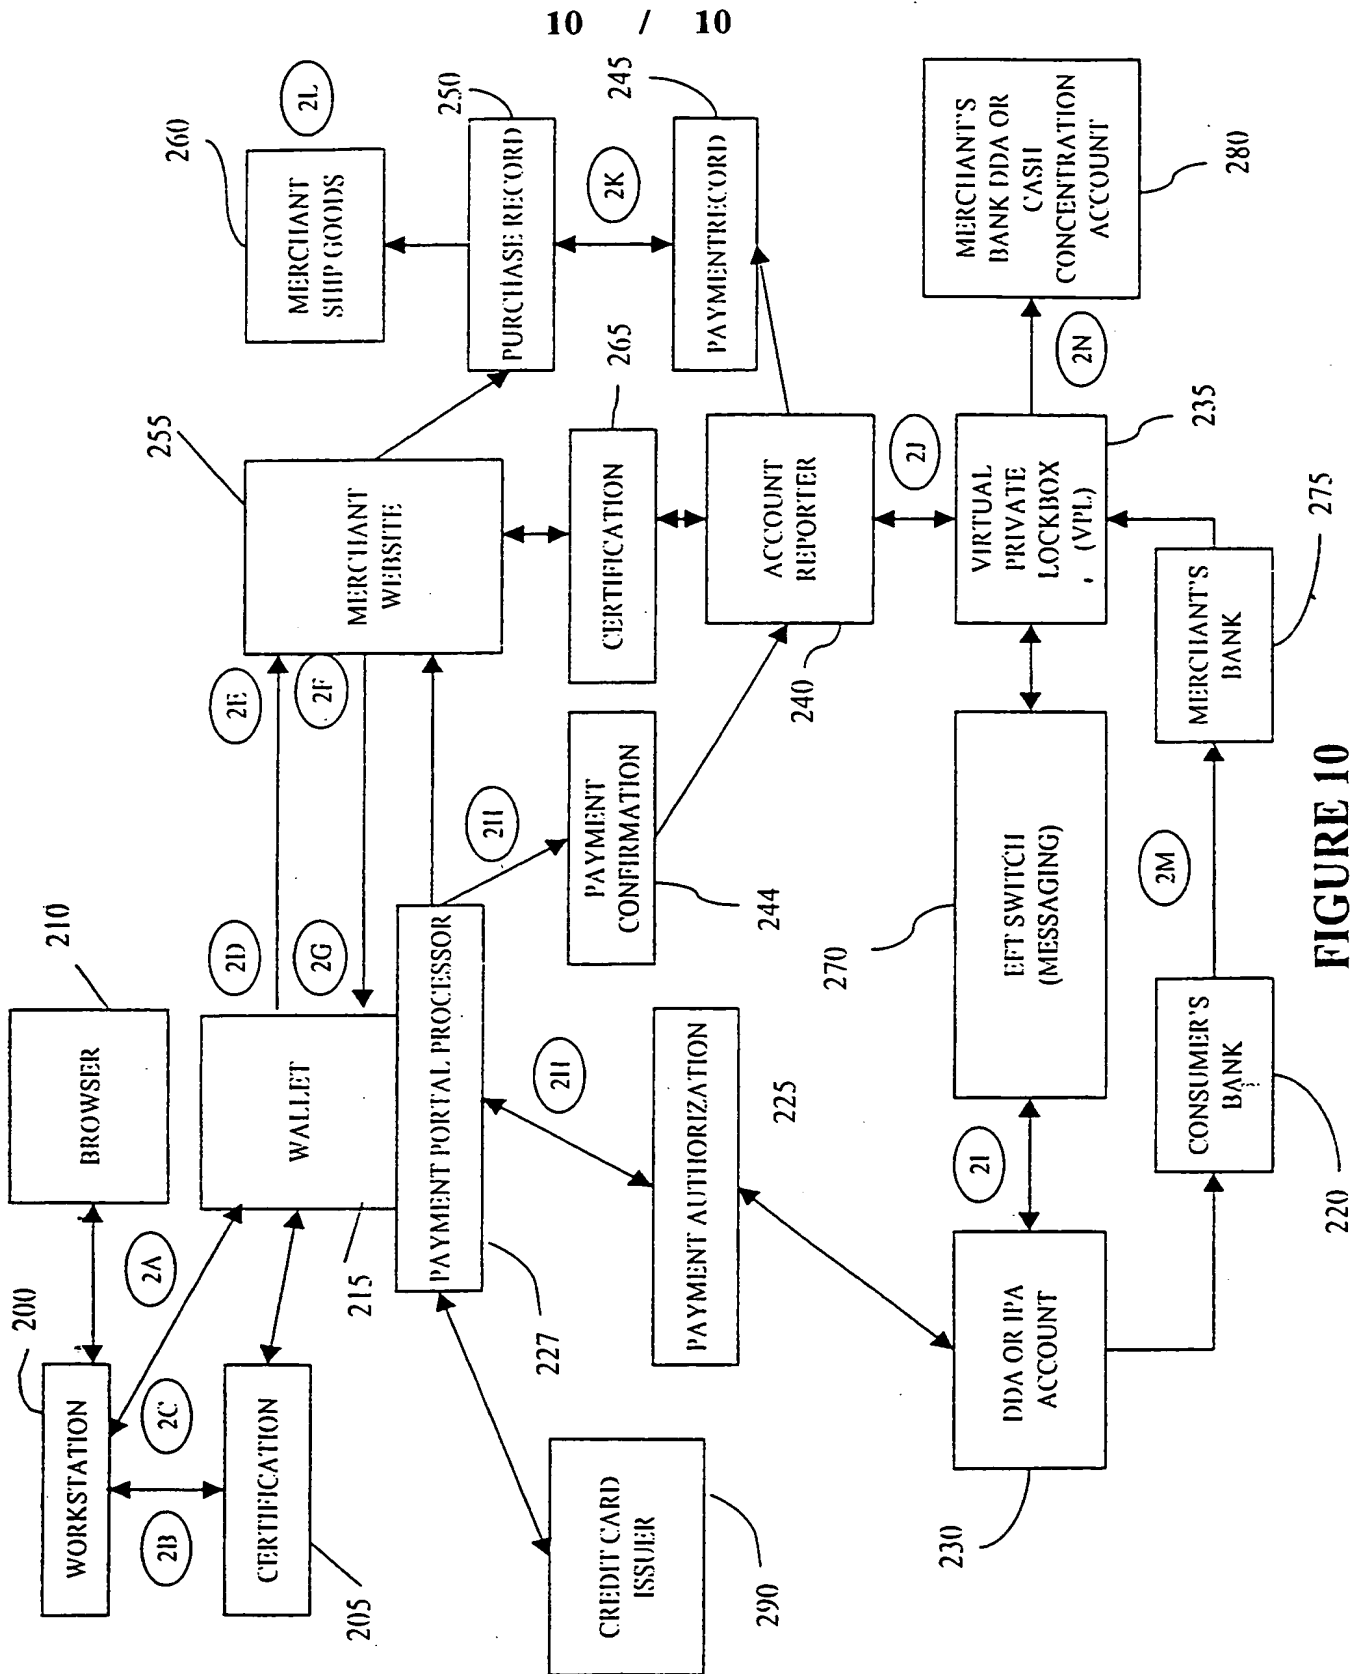 10 / 10
200
WORKSTATION
2A
BROWSER
210
2B
2C
CERTIFICATION
205
WALLET
215
2D
2E
2G
2F
MERCHANT
WEBSITE
255
MERCHANT
SHIP GOODS
260
2L
PAYMENT PORTAL PROCESSOR
227
2H
2H
PURCHASE RECORD
250
2K
CREDIT CARD
ISSUER
290
PAYMENT AUTHORIZATION
225
PAYMENT
CONFIRMATION
244
CERTIFICATION
265
PAYMENTRECORD
245
ACCOUNT
REPORTER
240
2J
DDA OR IPA
ACCOUNT
230
2I
EFT SWITCH
(MESSAGING)
270
VIRTUAL
PRIVATE
LOCKBOX
(VPL)
235
2N
MERCHANT'S
BANK DDA OR
CASH
CONCENTRATION
ACCOUNT
280
CONSUMER'S
BANK
220
2M
MERCHANT'S
BANK
275
FIGURE 10